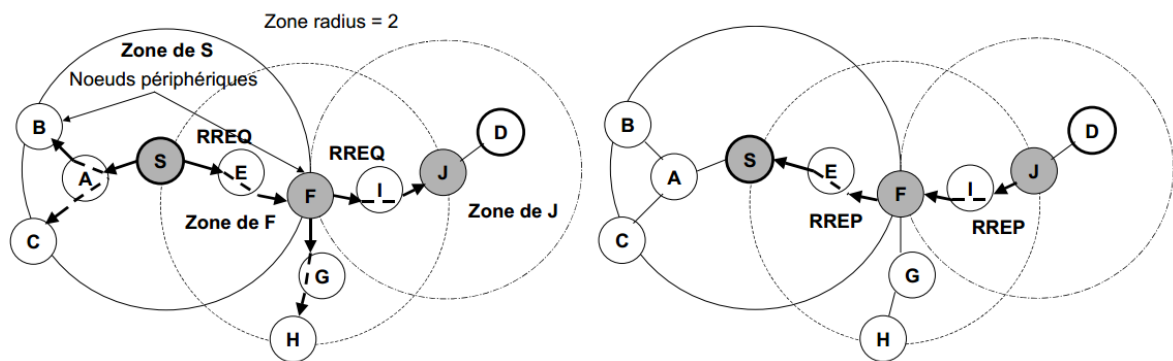 Zone radius = 2
Zone de S
Noeuds périphériques
B
RREQ
S
A
E
C
Zone de F
F
RREQ
I
J
D
Zone de J
G
H
B
A
C
S
E
RREP
F
I
RREP
J
D
G
H